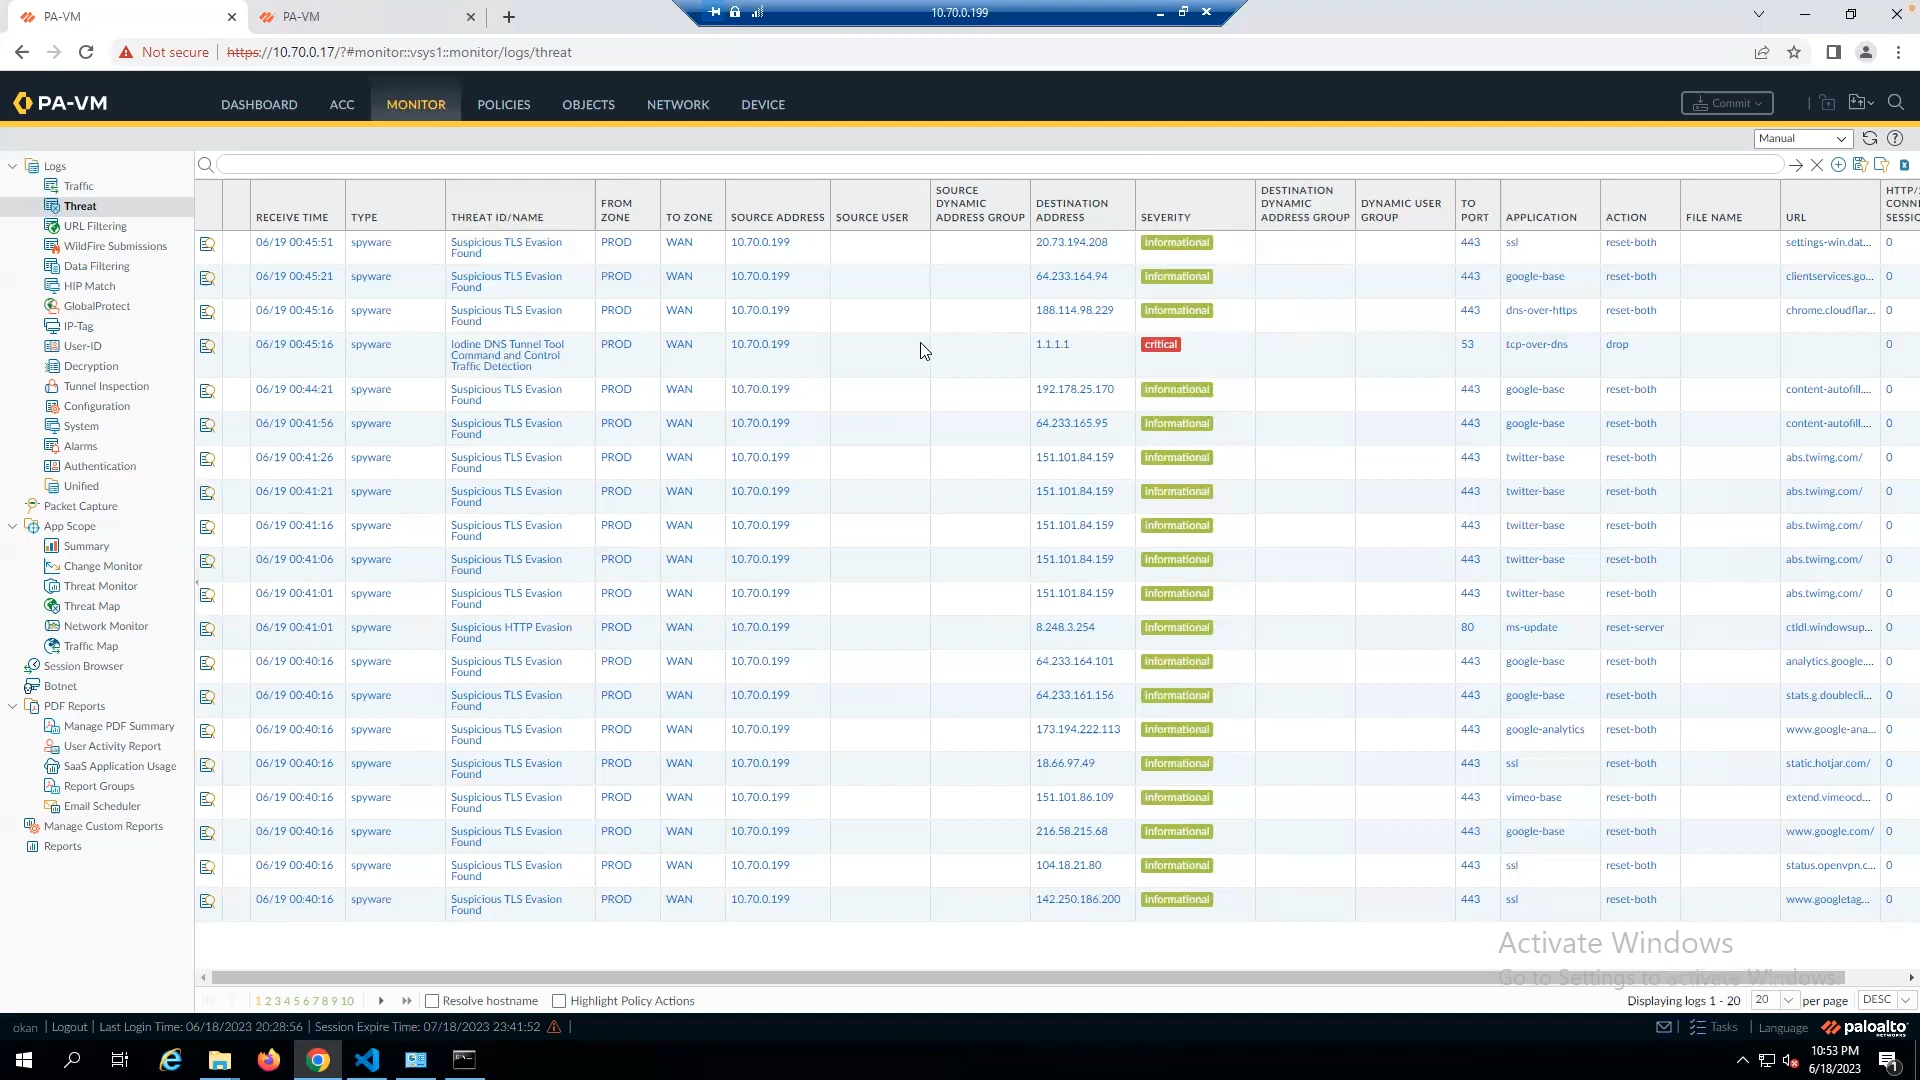 PA-VM
PA-VM
10.70.0.199
Not secure
https://10.70.0.17/?#monitor::vsys1::monitor/logs/threat
PA-VM
DASHBOARD
ACC
MONITOR
POLICIES
OBJECTS
NETWORK
DEVICE
Commit
Manual
Logs
Traffic
Threat
URL Filtering
WildFire Submissions
Data Filtering
HIP Match
GlobalProtect
IP-Tag
User-ID
Decryption
Tunnel Inspection
Configuration
System
Alarms
Authentication
Unified
Packet Capture
App Scope
Summary
Change Monitor
Threat Monitor
Threat Map
Network Monitor
Traffic Map
Session Browser
Botnet
PDF Reports
Manage PDF Summary
User Activity Report
SaaS Application Usage
Report Groups
Email Scheduler
Manage Custom Reports
Reports
RECEIVE TIME TYPE THREAT ID/NAME FROM ZONE TO ZONE SOURCE ADDRESS SOURCE USER SOURCE DYNAMIC ADDRESS GROUP DESTINATION ADDRESS SEVERITY DESTINATION DYNAMIC ADDRESS GROUP DYNAMIC USER GROUP TO PORT APPLICATION ACTION FILE NAME URL HTTP/ CONNE SESSIO
06/19 00:45:51 spyware Suspicious TLS Evasion Found PROD WAN 10.70.0.199 20.73.194.208 informational 443 ssl reset-both settings-win.dat... 0
06/19 00:45:21 spyware Suspicious TLS Evasion Found PROD WAN 10.70.0.199 64.233.164.94 informational 443 google-base reset-both clientservices.go... 0
06/19 00:45:16 spyware Suspicious TLS Evasion Found PROD WAN 10.70.0.199 188.114.98.229 informational 443 dns-over-https reset-both chrome.cloudflar... 0
06/19 00:45:16 spyware Iodine DNS Tunnel Tool Command and Control Traffic Detection PROD WAN 10.70.0.199 1.1.1.1 critical 53 tcp-over-dns drop 0
06/19 00:44:21 spyware Suspicious TLS Evasion Found PROD WAN 10.70.0.199 192.178.25.170 informational 443 google-base reset-both content-autofill.... 0
06/19 00:41:56 spyware Suspicious TLS Evasion Found PROD WAN 10.70.0.199 64.233.165.95 informational 443 google-base reset-both content-autofill.... 0
06/19 00:41:26 spyware Suspicious TLS Evasion Found PROD WAN 10.70.0.199 151.101.84.159 informational 443 twitter-base reset-both abs.twimg.com/ 0
06/19 00:41:21 spyware Suspicious TLS Evasion Found PROD WAN 10.70.0.199 151.101.84.159 informational 443 twitter-base reset-both abs.twimg.com/ 0
06/19 00:41:16 spyware Suspicious TLS Evasion Found PROD WAN 10.70.0.199 151.101.84.159 informational 443 twitter-base reset-both abs.twimg.com/ 0
06/19 00:41:06 spyware Suspicious TLS Evasion Found PROD WAN 10.70.0.199 151.101.84.159 informational 443 twitter-base reset-both abs.twimg.com/ 0
06/19 00:41:01 spyware Suspicious TLS Evasion Found PROD WAN 10.70.0.199 151.101.84.159 informational 443 twitter-base reset-both abs.twimg.com/ 0
06/19 00:41:01 spyware Suspicious HTTP Evasion Found PROD WAN 10.70.0.199 8.248.3.254 informational 80 ms-update reset-server ctldl.windowsup... 0
06/19 00:40:16 spyware Suspicious TLS Evasion Found PROD WAN 10.70.0.199 64.233.164.101 informational 443 google-base reset-both analytics.google.... 0
06/19 00:40:16 spyware Suspicious TLS Evasion Found PROD WAN 10.70.0.199 64.233.161.156 informational 443 google-base reset-both stats.g.doublecli... 0
06/19 00:40:16 spyware Suspicious TLS Evasion Found PROD WAN 10.70.0.199 173.194.222.113 informational 443 google-analytics reset-both www.google-ana... 0
06/19 00:40:16 spyware Suspicious TLS Evasion Found PROD WAN 10.70.0.199 18.66.97.49 informational 443 ssl reset-both static.hotjar.com/ 0
06/19 00:40:16 spyware Suspicious TLS Evasion Found PROD WAN 10.70.0.199 151.101.86.109 informational 443 vimeo-base reset-both extend.vimeocd... 0
06/19 00:40:16 spyware Suspicious TLS Evasion Found PROD WAN 10.70.0.199 216.58.215.68 informational 443 google-base reset-both www.google.com/ 0
06/19 00:40:16 spyware Suspicious TLS Evasion Found PROD WAN 10.70.0.199 104.18.21.80 informational 443 ssl reset-both status.openvpn.c... 0
06/19 00:40:16 spyware Suspicious TLS Evasion Found PROD WAN 10.70.0.199 142.250.186.200 informational 443 ssl reset-both www.googletag... 0
Activate Windows
Go to Settings to activate Windows.
1 2 3 4 5 6 7 8 9 10 Resolve hostname Highlight Policy Actions Displaying logs 1 - 20 20 per page DESC
okan | Logout | Last Login Time: 06/18/2023 20:28:56 | Session Expire Time: 07/18/2023 23:41:52 | Tasks | Language paloalto NETWORKS
10:53 PM
6/18/2023
1